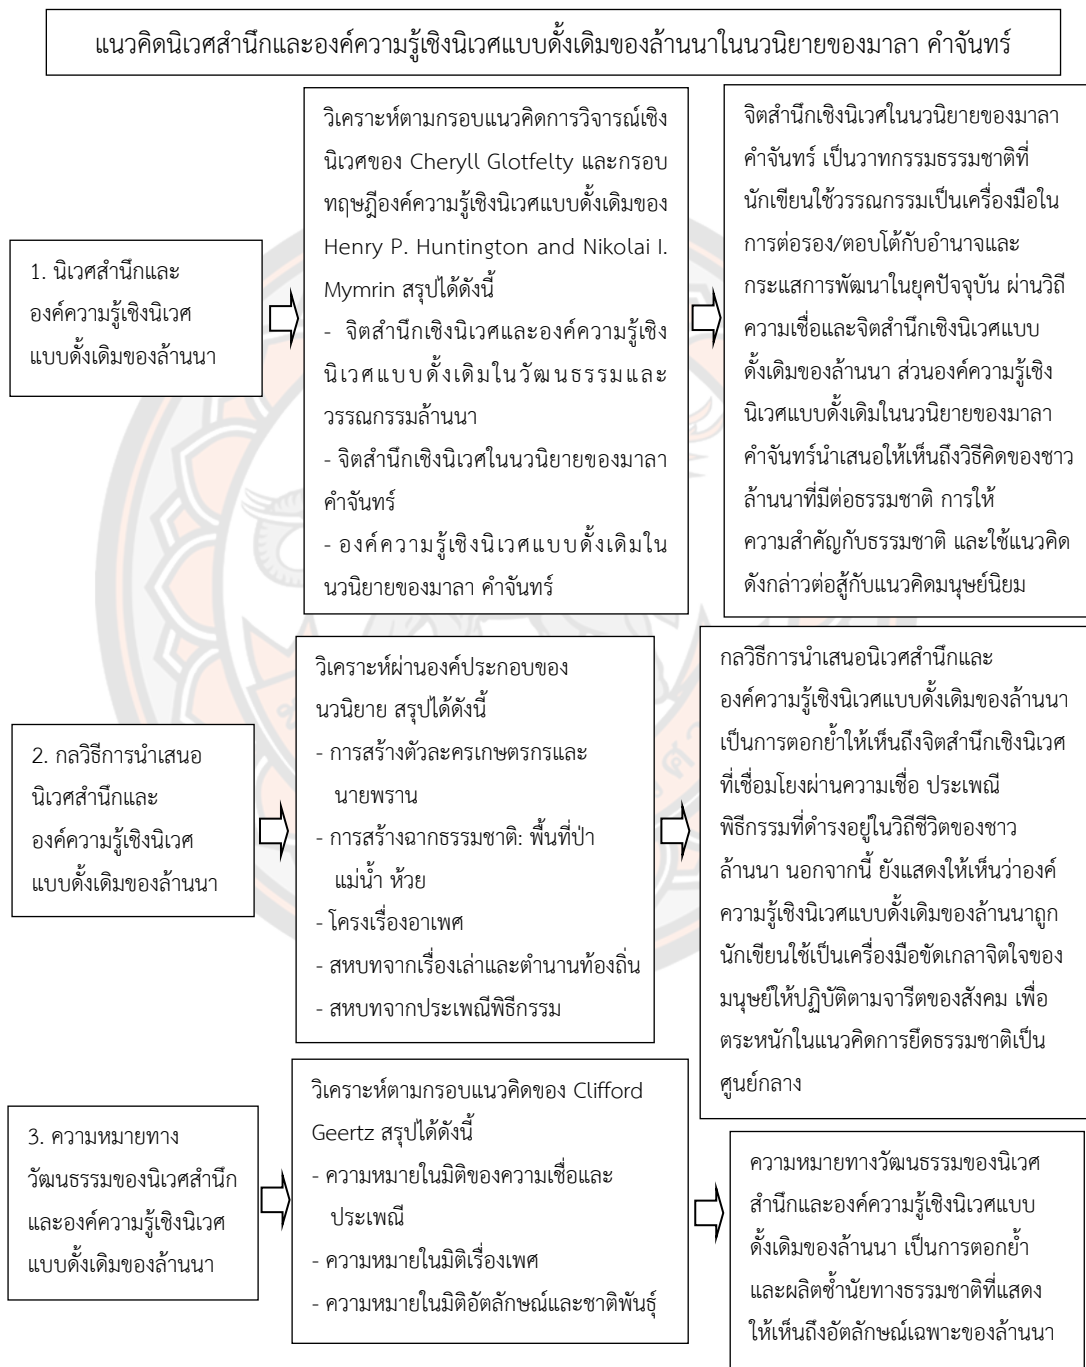 แนวคิดนิเวศสำนึกและองค์ความรู้เชิงนิเวศแบบดั้งเดิมของล้านนาในนวนิยายของมาลา คำจันทร์
1. นิเวศสำนึกและ
องค์ความรู้เชิงนิเวศ
แบบดั้งเดิมของล้านนา
วิเคราะห์ตามกรอบแนวคิดการวิจารณ์เชิง
นิเวศของ Cheryll Glotfelty และกรอบ
ทฤษฎีองค์ความรู้เชิงนิเวศแบบดั้งเดิมของ
Henry P. Huntington and Nikolai I.
Mymrin สรุปได้ดังนี้
- จิตสำนึกเชิงนิเวศและองค์ความรู้เชิง
นิเวศแบบดั้งเดิมในวัฒนธรรมและ
วรรณกรรมล้านนา
- จิตสำนึกเชิงนิเวศในนวนิยายของมาลา
คำจันทร์
- องค์ความรู้เชิงนิเวศแบบดั้งเดิมใน
นวนิยายของมาลา คำจันทร์
จิตสำนึกเชิงนิเวศในนวนิยายของมาลา
คำจันทร์ เป็นวาทกรรมธรรมชาติที่
นักเขียนใช้วรรณกรรมเป็นเครื่องมือใน
การต่อรอง/ตอบโต้กับอำนาจและ
กระแสการพัฒนาในยุคปัจจุบัน ผ่านวิถี
ความเชื่อและจิตสำนึกเชิงนิเวศแบบ
ดั้งเดิมของล้านนา ส่วนองค์ความรู้เชิง
นิเวศแบบดั้งเดิมในนวนิยายของมาลา
คำจันทร์นำเสนอให้เห็นถึงวิธีคิดของชาว
ล้านนาที่มีต่อธรรมชาติ การให้
ความสำคัญกับธรรมชาติ และใช้แนวคิด
ดังกล่าวต่อสู้กับแนวคิดมนุษย์นิยม
2. กลวิธีการนำเสนอ
นิเวศสำนึกและ
องค์ความรู้เชิงนิเวศ
แบบดั้งเดิมของล้านนา
วิเคราะห์ผ่านองค์ประกอบของ
นวนิยาย สรุปได้ดังนี้
- การสร้างตัวละครเกษตรกรและ
นายพราน
- การสร้างฉากธรรมชาติ: พื้นที่ป่า
แม่น้ำ ห้วย
- โครงเรื่องอาเพศ
- สหบทจากเรื่องเล่าและตำนานท้องถิ่น
- สหบทจากประเพณีพิธีกรรม
กลวิธีการนำเสนอนิเวศสำนึกและ
องค์ความรู้เชิงนิเวศแบบดั้งเดิมของล้านนา
เป็นการตอกย้ำให้เห็นถึงจิตสำนึกเชิงนิเวศ
ที่เชื่อมโยงผ่านความเชื่อ ประเพณี
พิธีกรรมที่ดำรงอยู่ในวิถีชีวิตของชาว
ล้านนา นอกจากนี้ ยังแสดงให้เห็นว่าองค์
ความรู้เชิงนิเวศแบบดั้งเดิมของล้านนาถูก
นักเขียนใช้เป็นเครื่องมือขัดเกลาจิตใจของ
มนุษย์ให้ปฏิบัติตามจารีตของสังคม เพื่อ
ตระหนักในแนวคิดการยึดธรรมชาติเป็น
ศูนย์กลาง
3. ความหมายทาง
วัฒนธรรมของนิเวศสำนึก
และองค์ความรู้เชิงนิเวศ
แบบดั้งเดิมของล้านนา
วิเคราะห์ตามกรอบแนวคิดของ Clifford
Geertz สรุปได้ดังนี้
- ความหมายในมิติของความเชื่อและ
ประเพณี
- ความหมายในมิติเรื่องเพศ
- ความหมายในมิติอัตลักษณ์และชาติพันธุ์
ความหมายทางวัฒนธรรมของนิเวศ
สำนึกและองค์ความรู้เชิงนิเวศแบบ
ดั้งเดิมของล้านนา เป็นการตอกย้ำ
และผลิตซ้ำนัยทางธรรมชาติที่แสดง
ให้เห็นถึงอัตลักษณ์เฉพาะของล้านนา